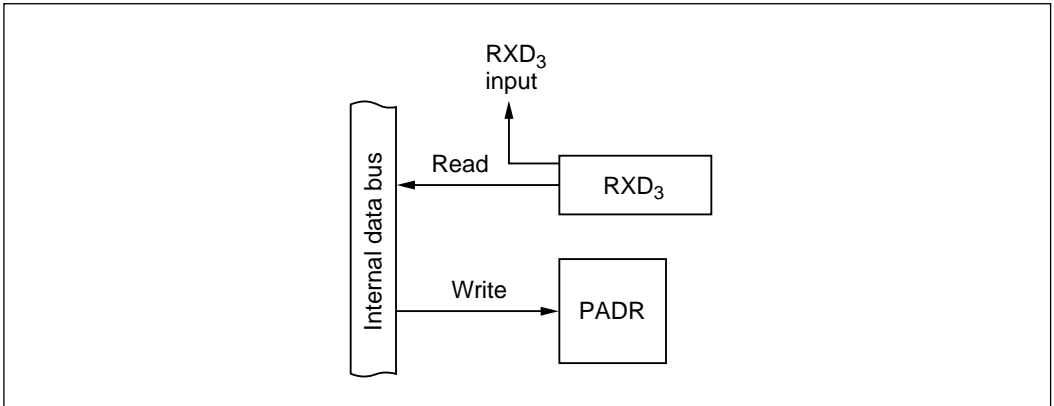 RXD₃
input
Read
RXD₃
Internal data bus
Write
PADR